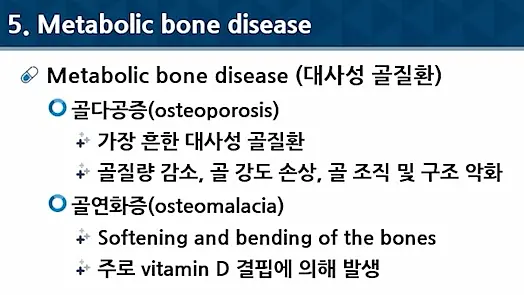 5. Metabolic bone disease
Metabolic bone disease (대사성 골질환)
골다공증(osteoporosis)
가장 흔한 대사성 골질환
골질량 감소, 골 강도 손상, 골 조직 및 구조 악화
골연화증(osteomalacia)
Softening and bending of the bones
주로 vitamin D 결핍에 의해 발생